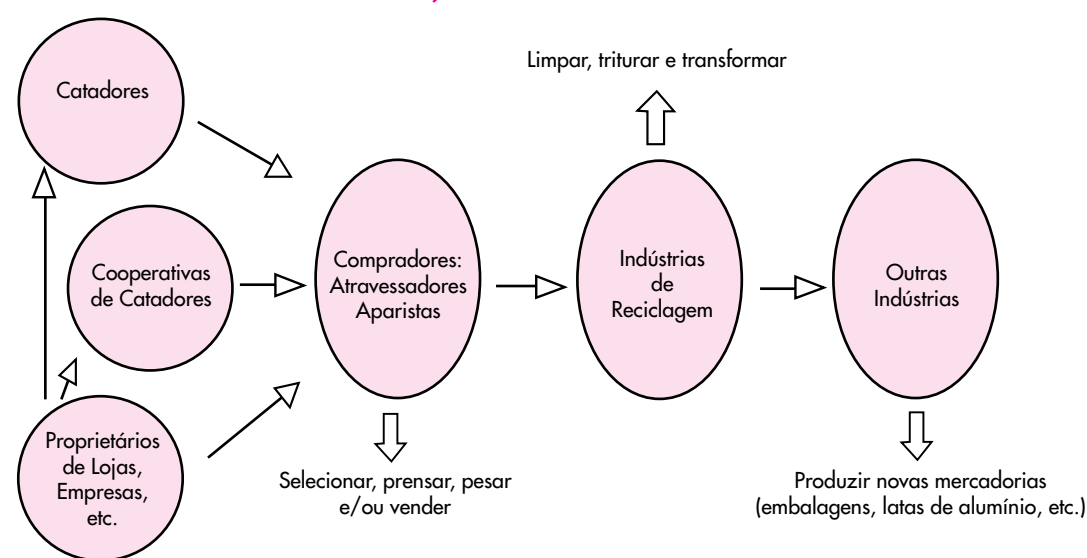 Catadores
Limpar, triturar e transformar
Cooperativas
de Catadores
Compradores:
Atravessadores
Aparistas
Indústrias
de
Reciclagem
Outras
Indústrias
Proprietários
de Lojas,
Empresas,
etc.
Selecionar, prensar, pesar
e/ou vender
Produzir novas mercadorias
(embalagens, latas de alumínio, etc.)